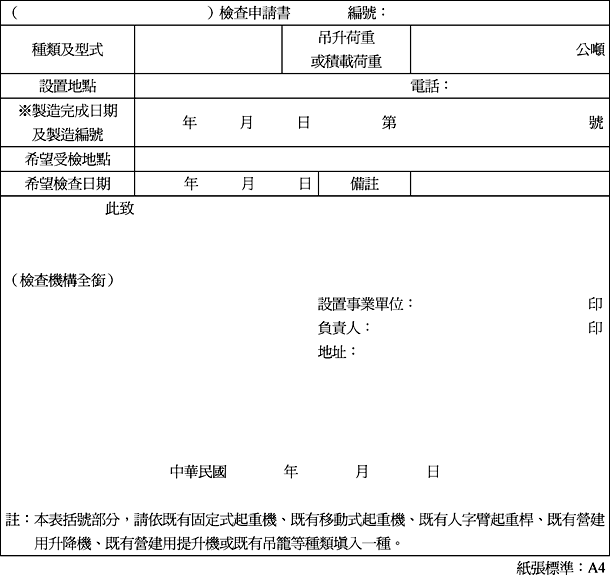 （　　　　　　　　　　　　　）檢查申請書　　　　編號：
種類及型式　　吊升荷重或積載荷重　　公噸
設置地點　　電話：
※製造完成日期及製造編號　　年　　月　　日　　第　　號
希望受檢地點
希望檢查日期　　年　　月　　日　　備註
此致
（檢查機構全銜）
設置事業單位：　　印
負責人：　　印
地址：
中華民國　　年　　月　　日
註：本表括號部分，請依既有固定式起重機、既有移動式起重機、既有人字臂起重桿、既有營建
用升降機、既有營建用提升機或既有吊籠等種類填入一種。
紙張標準：A4